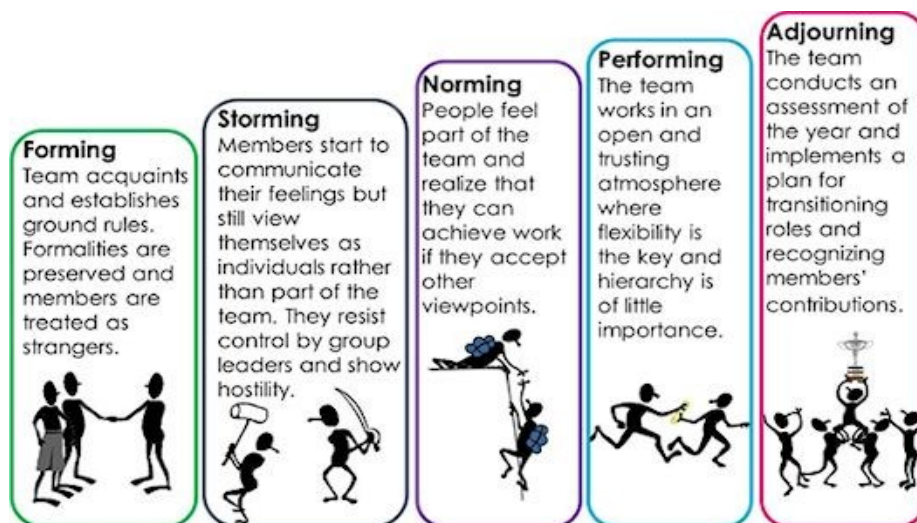 Forming
Team acquaints
and establishes
ground rules.
Formalities are
preserved and
members are
treated as
strangers.
Storming
Members start to
communicate
their feelings but
still view
themselves as
individuals rather
than part of the
team. They resist
control by group
leaders and show
hostility.
Norming
People feel
part of the
team and
realize that
they can
achieve work
if they accept
other
viewpoints.
Performing
The team
works in an
open and
trusting
atmosphere
where
flexibility is
the key and
hierarchy is
of little
importance.
Adjourning
The team
conducts an
assessment of
the year and
implements a
plan for
transitioning
roles and
recognizing
members'
contributions.